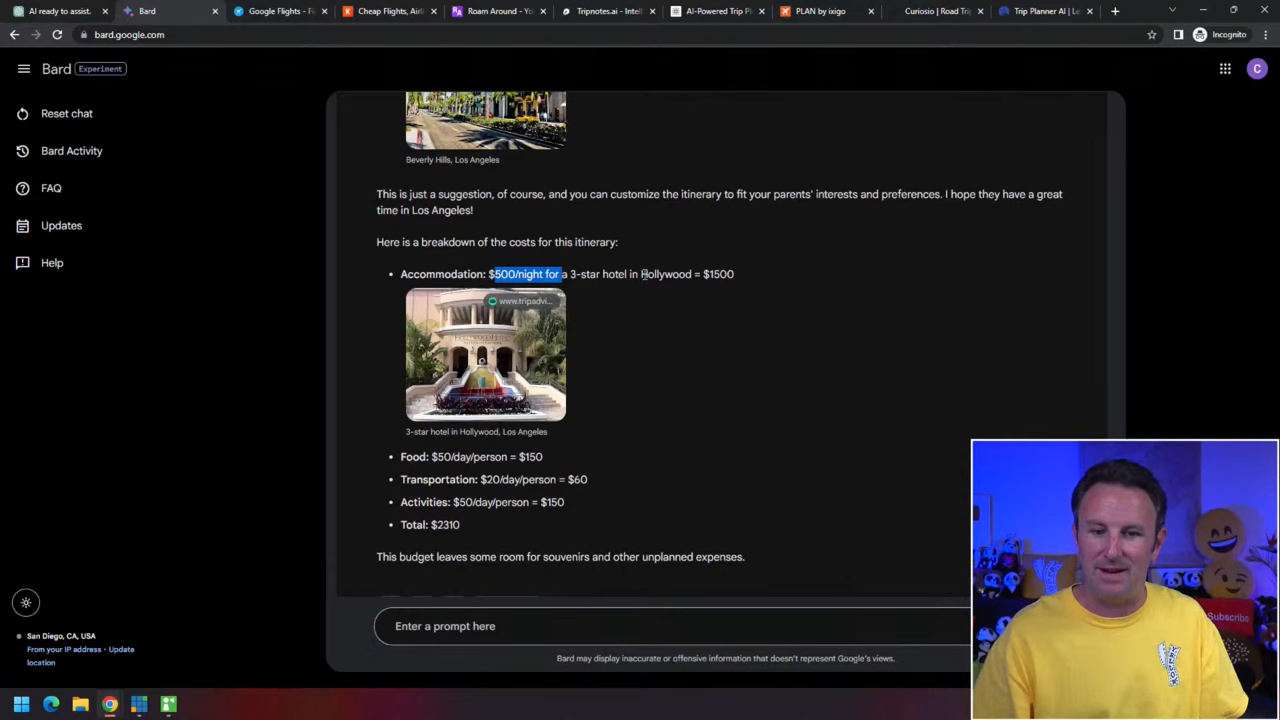 AI ready to assist.
Bard
Google Flights - F
Cheap Flights, Airli
Roam Around - Yo
Tripnotes.ai - Intell
AI-Powered Trip Pl
PLAN by ixigo
Curiosio | Road Trip
Trip Planner AI | Le
bard.google.com
Incognito
Bard
Experiment
C
Reset chat
Bard Activity
FAQ
Updates
Help
Beverly Hills, Los Angeles
This is just a suggestion, of course, and you can customize the itinerary to fit your parents' interests and preferences. I hope they have a great
time in Los Angeles!
Here is a breakdown of the costs for this itinerary:
• Accommodation: $500/night for a 3-star hotel in Hollywood = $1500
www.tripadvi...
3-star hotel in Hollywood, Los Angeles
• Food: $50/day/person = $150
• Transportation: $20/day/person = $60
• Activities: $50/day/person = $150
• Total: $2310
This budget leaves some room for souvenirs and other unplanned expenses.
Enter a prompt here
Bard may display inaccurate or offensive information that doesn't represent Google's views.
San Diego, CA, USA
From your IP address • Update
location
Subscribe